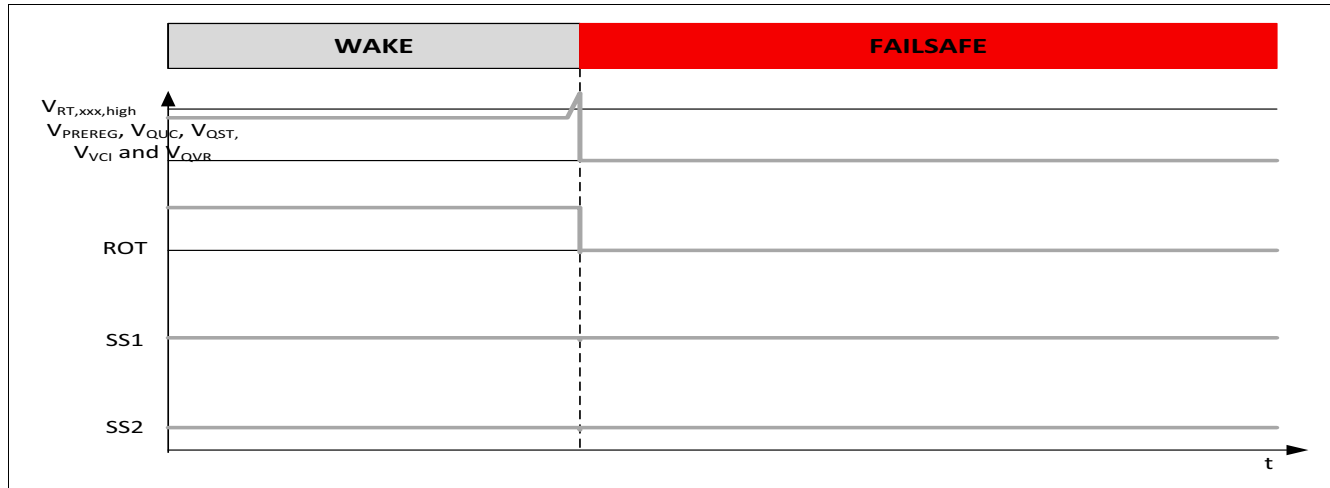 WAKE FAILSAFE
VRT,xxx,high
VPREREG, VQUC, VQST,
VVCI and VQVR
ROT
SS1
SS2
t